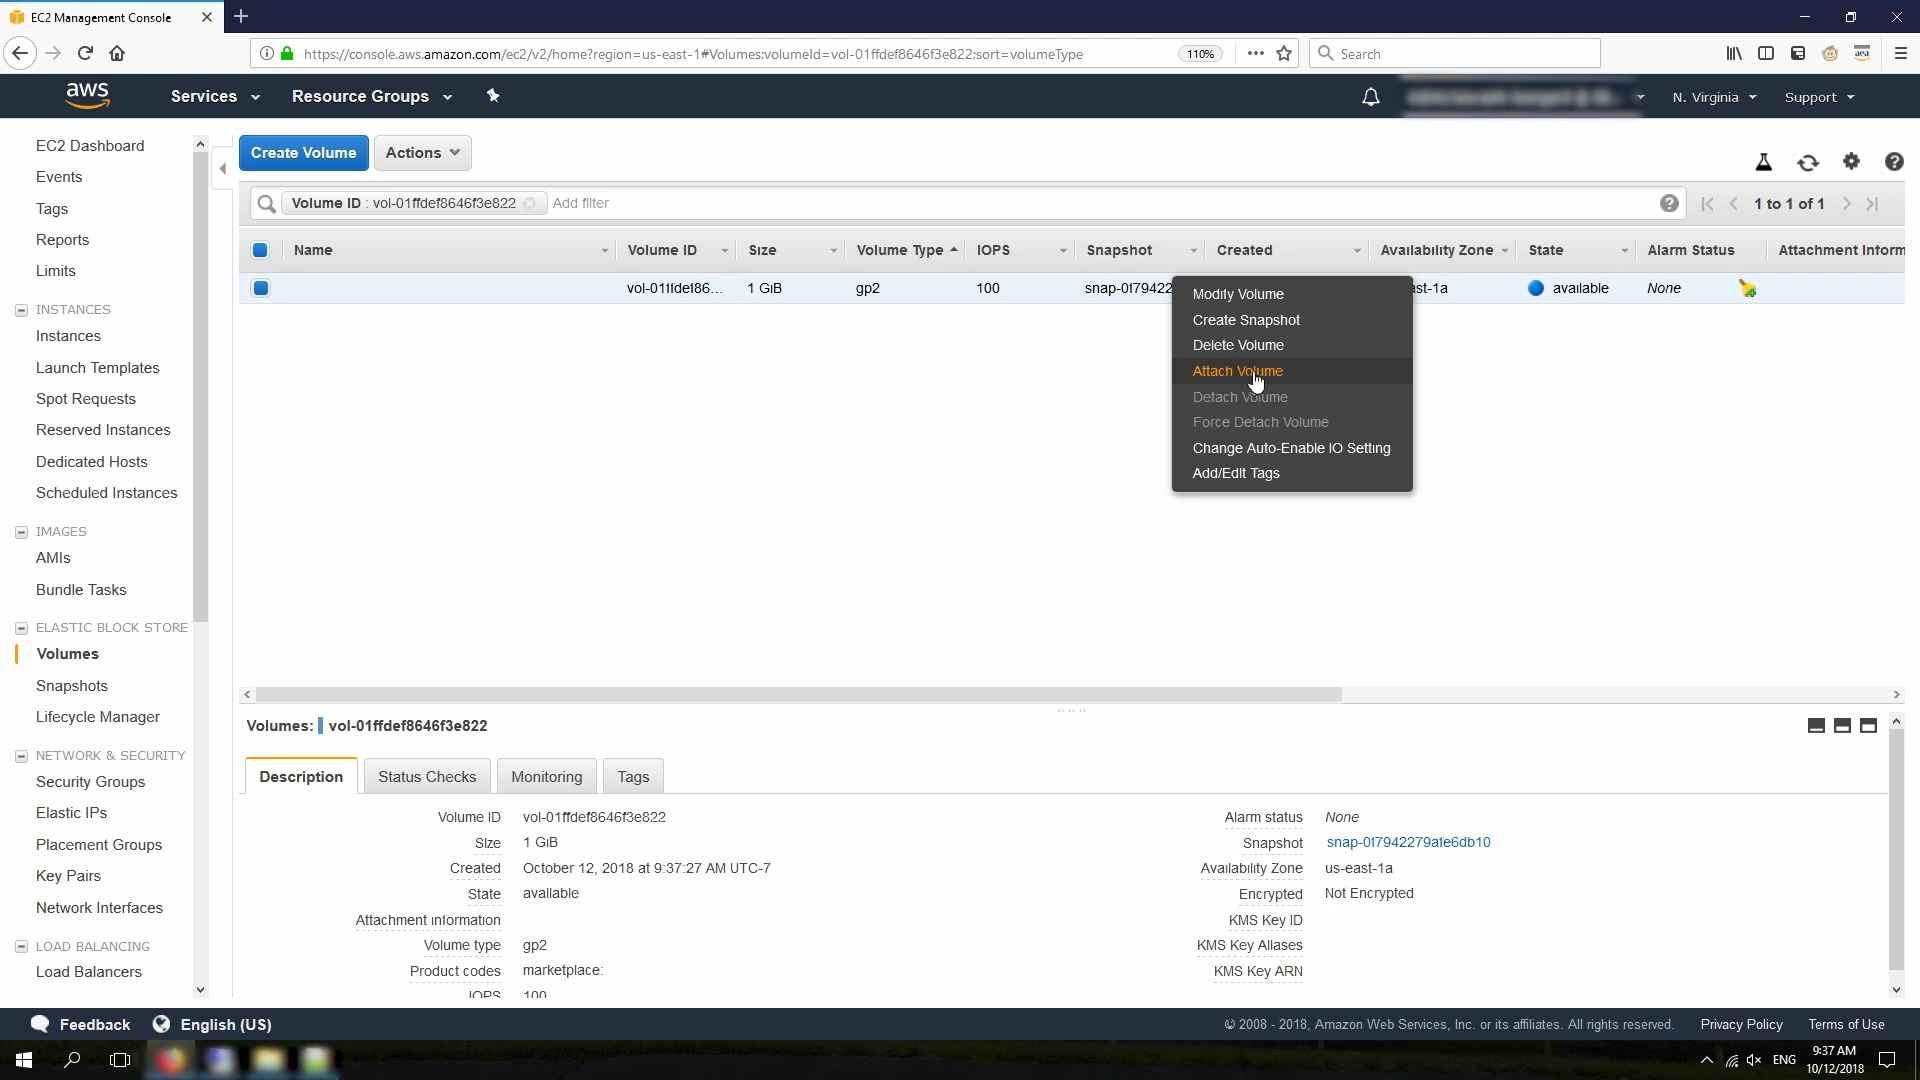 EC2 Management Console
https://console.aws.amazon.com/ec2/v2/home?region=us-east-1#Volumes:volumeId=vol-01ffdef8646f3e822;sort=volumeType
110%
Search
aws
Services
Resource Groups
N. Virginia
Support
EC2 Dashboard
Events
Tags
Reports
Limits
INSTANCES
Instances
Launch Templates
Spot Requests
Reserved Instances
Dedicated Hosts
Scheduled Instances
IMAGES
AMIs
Bundle Tasks
ELASTIC BLOCK STORE
Volumes
Snapshots
Lifecycle Manager
NETWORK & SECURITY
Security Groups
Elastic IPs
Placement Groups
Key Pairs
Network Interfaces
LOAD BALANCING
Load Balancers
Create Volume
Actions
Volume ID : vol-01ffdef8646f3e822
Add filter
1 to 1 of 1
Name Volume ID Size Volume Type IOPS Snapshot Created Availability Zone State Alarm Status Attachment Inform
vol-01ffdef86... 1 GiB gp2 100 snap-0f79422 st-1a available None
Modify Volume
Create Snapshot
Delete Volume
Attach Volume
Detach Volume
Force Detach Volume
Change Auto-Enable IO Setting
Add/Edit Tags
Volumes: vol-01ffdef8646f3e822
Description
Status Checks
Monitoring
Tags
Volume ID vol-01ffdef8646f3e822
Size 1 GiB
Created October 12, 2018 at 9:37:27 AM UTC-7
State available
Attachment information
Volume type gp2
Product codes marketplace:
IOPS 100
Alarm status None
Snapshot snap-0f7942279afe6db10
Availability Zone us-east-1a
Encrypted Not Encrypted
KMS Key ID
KMS Key Aliases
KMS Key ARN
Feedback
English (US)
© 2008 - 2018, Amazon Web Services, Inc. or its affiliates. All rights reserved.
Privacy Policy
Terms of Use
ENG
9:37 AM
10/12/2018